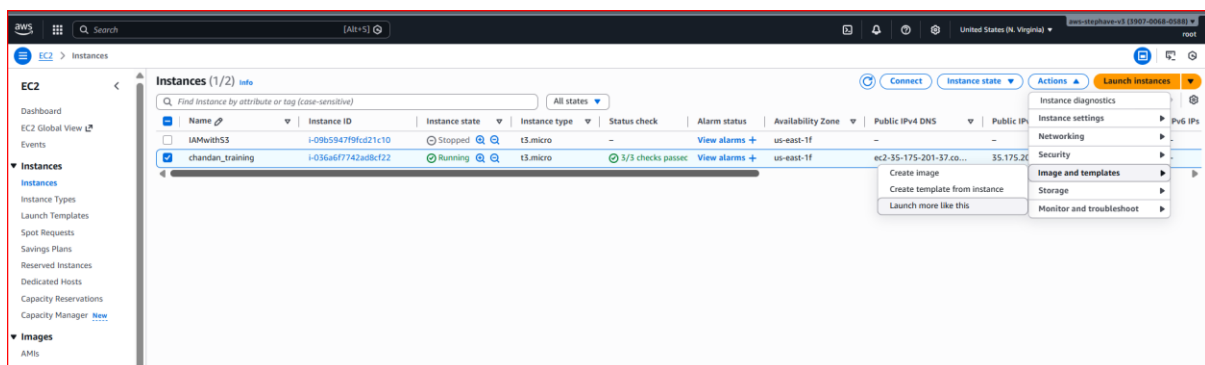 aws
Search
[Alt+S]
United States (N. Virginia)
aws-stephave-v3 (3907-0068-0588)
root
EC2 > Instances
EC2
Dashboard
EC2 Global View
Events
Instances
Instances
Instance Types
Launch Templates
Spot Requests
Savings Plans
Reserved Instances
Dedicated Hosts
Capacity Reservations
Capacity Manager New
Images
AMIs
Instances (1/2) Info
Connect
Instance state
Actions
Launch instances
Find Instance by attribute or tag (case-sensitive)
All states
Name Instance ID Instance state Instance type Status check Alarm status Availability Zone Public IPv4 DNS Public IPv Pv6 IPs
IAMwithS3 i-09b5947f9fcd21c10 Stopped t3.micro – View alarms + us-east-1f – –
chandan_training i-036a6f7742ad8cf22 Running t3.micro 3/3 checks passec View alarms + us-east-1f ec2-35-175-201-37.co... 35.175.20
Instance diagnostics
Instance settings
Networking
Security
Image and templates
Storage
Monitor and troubleshoot
Create image
Create template from instance
Launch more like this